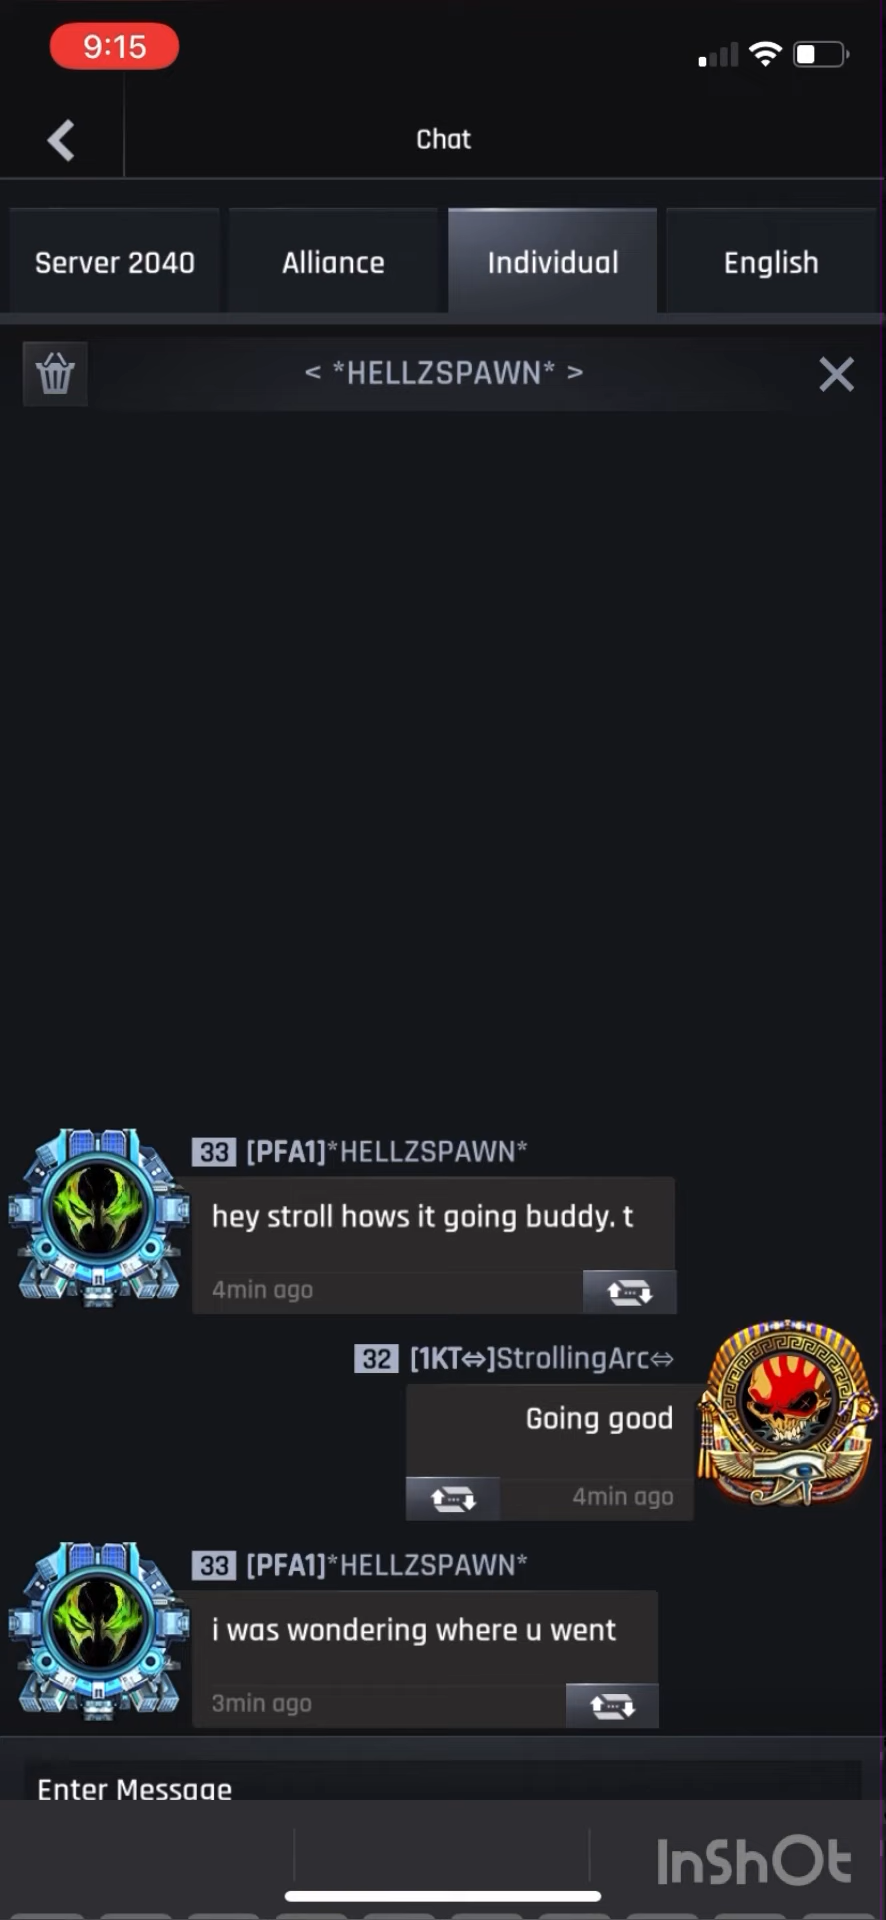 9:15
Chat
Server 2040
Alliance
Individual
English
< *HELLZSPAWN* >
33 [PFA1]*HELLZSPAWN*
hey stroll hows it going buddy. t
4min ago
32 [1KT⇔]StrollingArc⇔
Going good
4min ago
33 [PFA1]*HELLZSPAWN*
i was wondering where u went
3min ago
Enter Message
InShOt